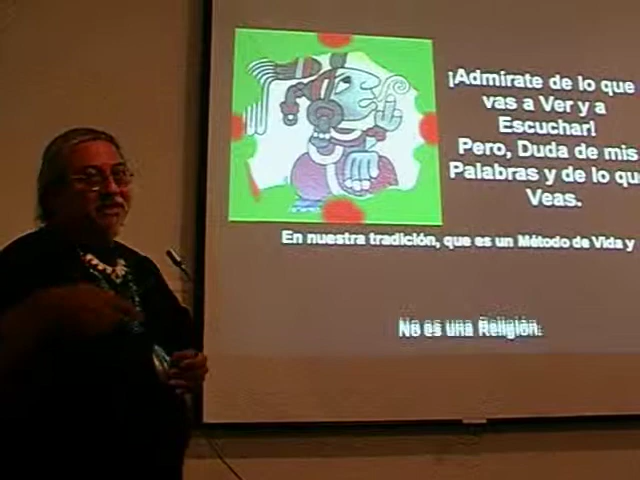 ¡Admírate de lo que
vas a Ver y a
Escuchar!
Pero, Duda de mis
Palabras y de lo que
Veas.
En nuestra tradición, que es un Método de Vida y
No es una Religión.